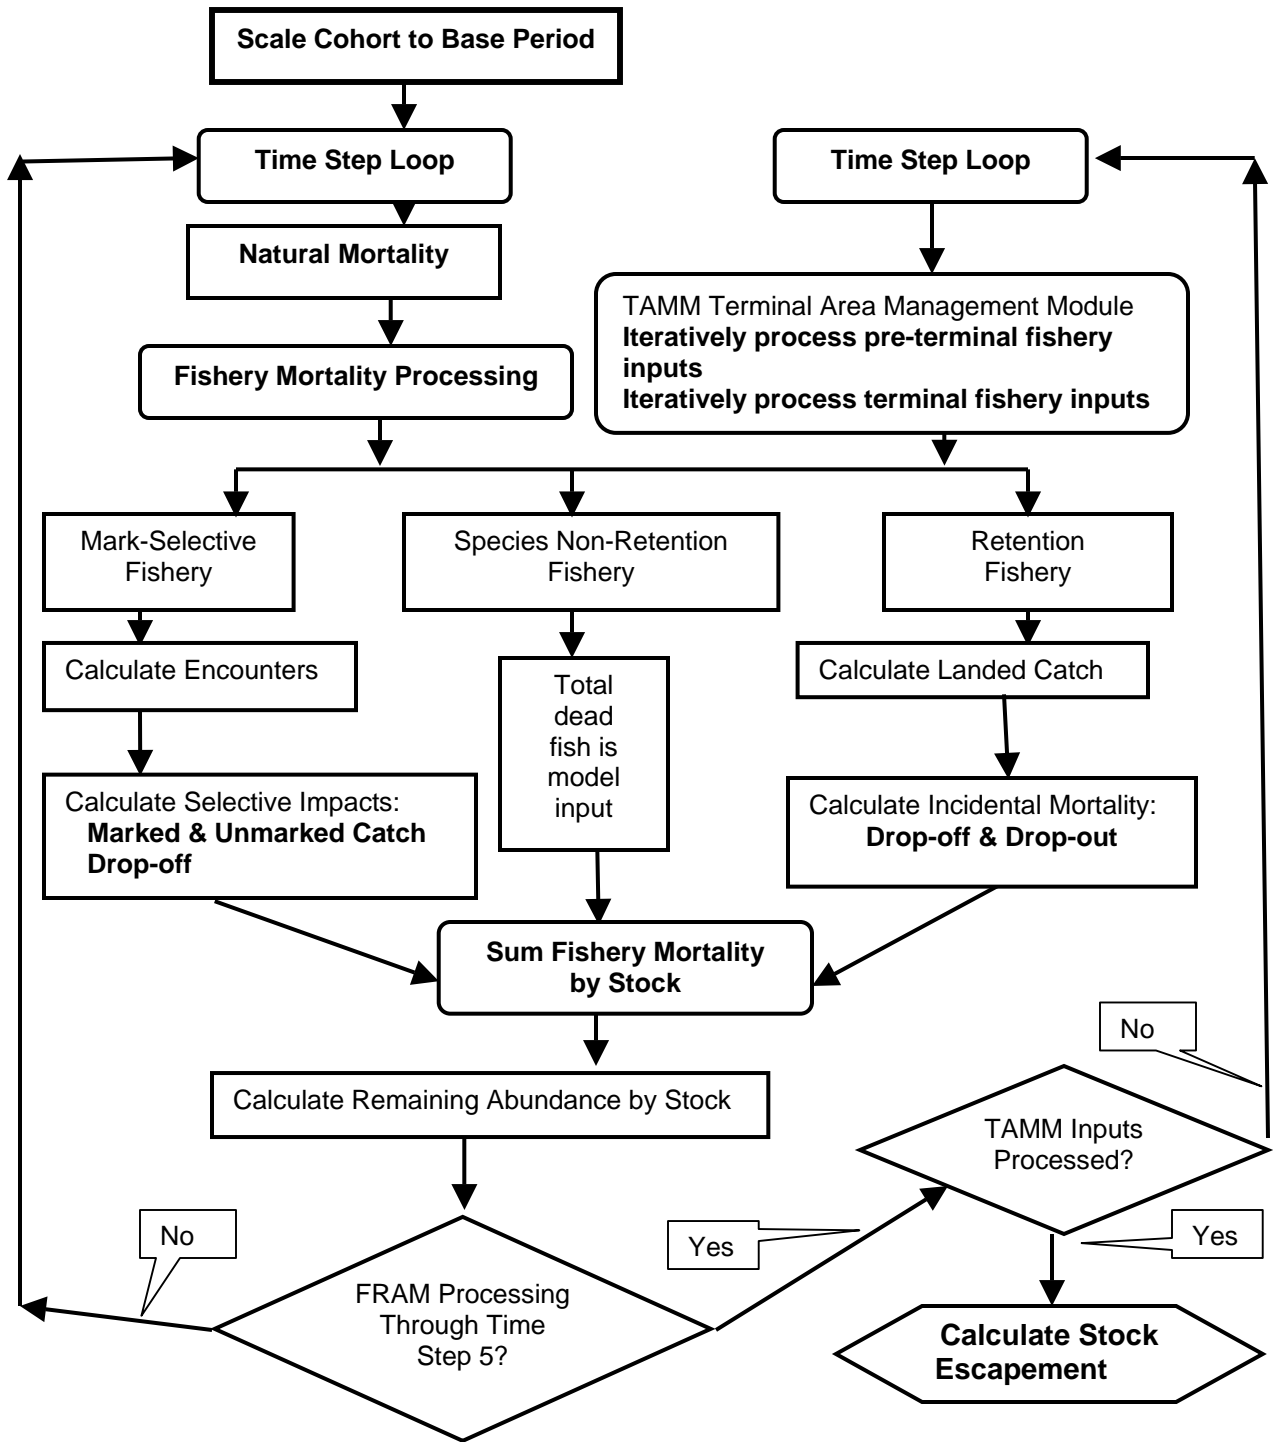 Scale Cohort to Base Period
Time Step Loop
Time Step Loop
Natural Mortality
TAMM Terminal Area Management Module
Iteratively process pre-terminal fishery
inputs
Iteratively process terminal fishery inputs
Fishery Mortality Processing
Mark-Selective
Fishery
Species Non-Retention
Fishery
Retention
Fishery
Calculate Encounters
Total
dead
fish is
model
input
Calculate Landed Catch
Calculate Selective Impacts:
Marked & Unmarked Catch
Drop-off
Calculate Incidental Mortality:
Drop-off & Drop-out
Sum Fishery Mortality
by Stock
No
Calculate Remaining Abundance by Stock
TAMM Inputs
Processed?
No
Yes
Yes
FRAM Processing
Through Time
Step 5?
Calculate Stock
Escapement